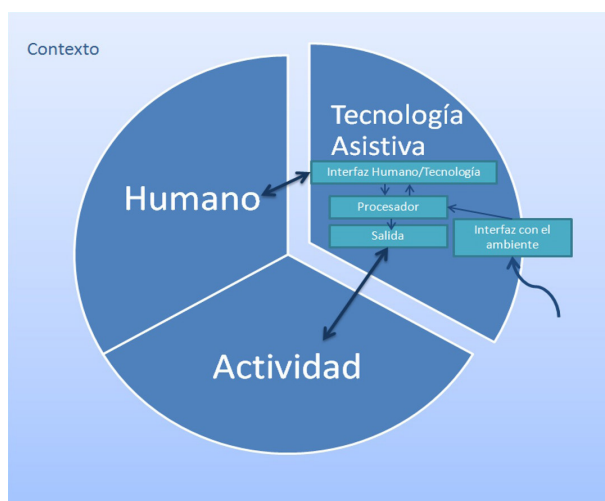 Contexto
Tecnología
Asistiva
Interfaz Humano/Tecnología
Humano
Procesador
Salida
Interfaz con el
ambiente
Actividad